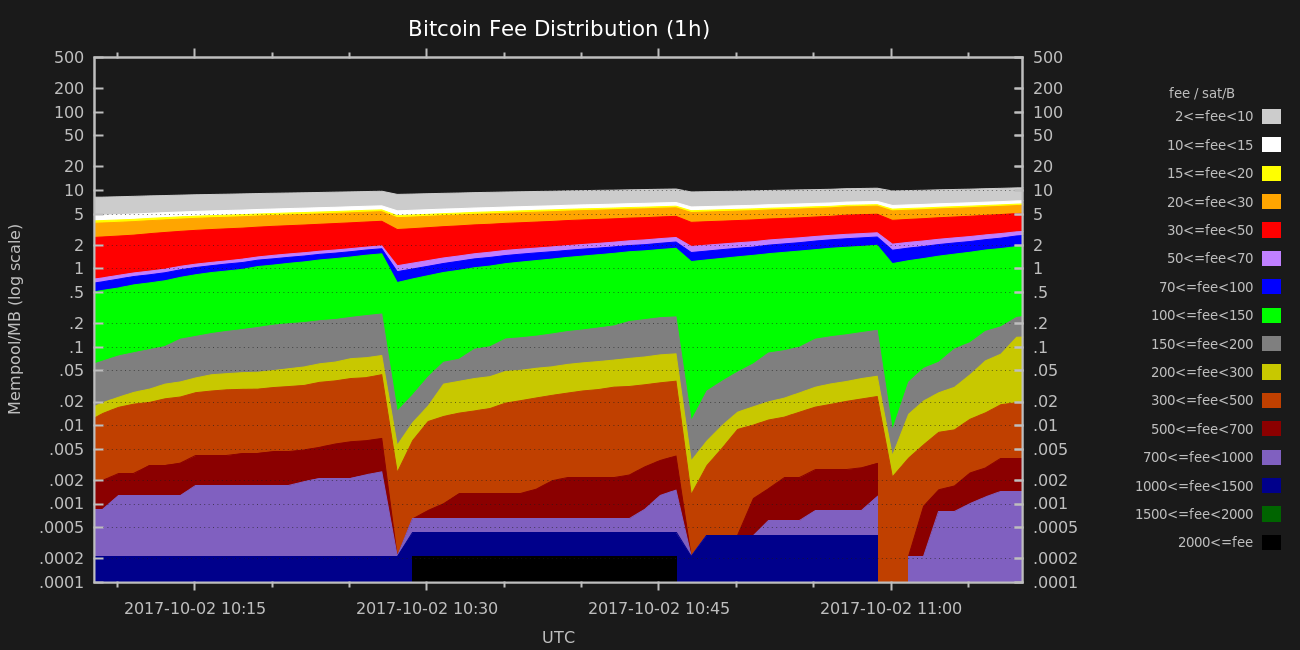 Bitcoin Fee Distribution (1h)
Mempool/MB (log scale)
500
200
100
50
20
10
5
2
1
.5
.2
.1
.05
.02
.01
.005
.002
.001
.0005
.0002
.0001
500
200
100
50
20
10
5
2
1
.5
.2
.1
.05
.02
.01
.005
.002
.001
.0005
.0002
.0001
2017-10-02 10:15 2017-10-02 10:30 2017-10-02 10:45 2017-10-02 11:00
UTC
fee / sat/B
2<=fee<10
10<=fee<15
15<=fee<20
20<=fee<30
30<=fee<50
50<=fee<70
70<=fee<100
100<=fee<150
150<=fee<200
200<=fee<300
300<=fee<500
500<=fee<700
700<=fee<1000
1000<=fee<1500
1500<=fee<2000
2000<=fee